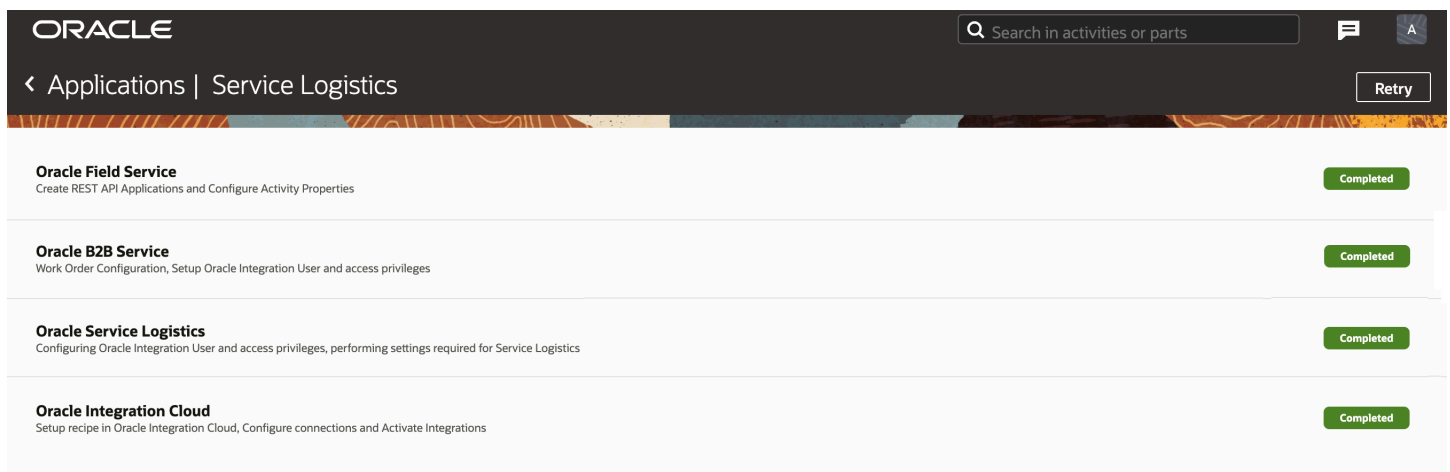 ORACLE
Search in activities or parts
A
Applications | Service Logistics
Retry
Oracle Field Service
Create REST API Applications and Configure Activity Properties
Completed
Oracle B2B Service
Work Order Configuration, Setup Oracle Integration User and access privileges
Completed
Oracle Service Logistics
Configuring Oracle Integration User and access privileges, performing settings required for Service Logistics
Completed
Oracle Integration Cloud
Setup recipe in Oracle Integration Cloud, Configure connections and Activate Integrations
Completed